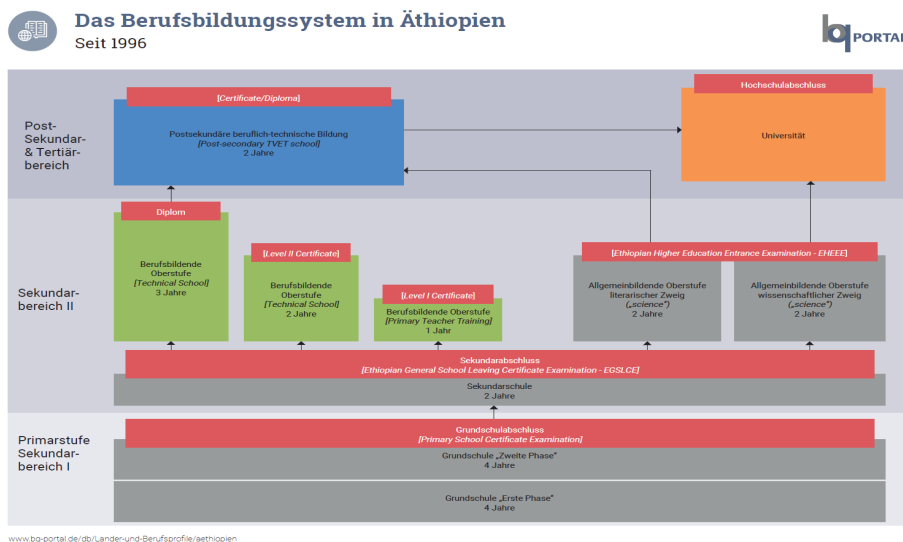 Das Berufsbildungssystem in Äthiopien
Seit 1996
bq PORTAL
Post-
Sekundar-
& Tertiär-
bereich
[Certificate/Diploma]
Postsekundäre beruflich-technische Bildung
[Post-secondary TVET school]
2 Jahre
Hochschulabschluss
Universität
Sekundar-
bereich II
Diplom
Berufsbildende
Oberstufe
[Technical School]
3 Jahre
[Level II Certificate]
Berufsbildende
Oberstufe
[Technical School]
2 Jahre
[Level I Certificate]
Berufsbildende Oberstufe
[Primary Teacher Training]
1 Jahr
[Ethiopian Higher Education Entrance Examination - EHEEE]
Allgemeinbildende Oberstufe
literarischer Zweig
(„science")
2 Jahre
Allgemeinbildende Oberstufe
wissenschaftlicher Zweig
(„science")
2 Jahre
Sekundarabschluss
[Ethiopian General School Leaving Certificate Examination - EGSLCE]
Sekundarschule
2 Jahre
Primarstufe
Sekundar-
bereich I
Grundschulabschluss
[Primary School Certificate Examination]
Grundschule „Zweite Phase"
4 Jahre
Grundschule „Erste Phase"
4 Jahre
www.bq-portal.de/db/Lander-und-Berufsprofile/aethiopien